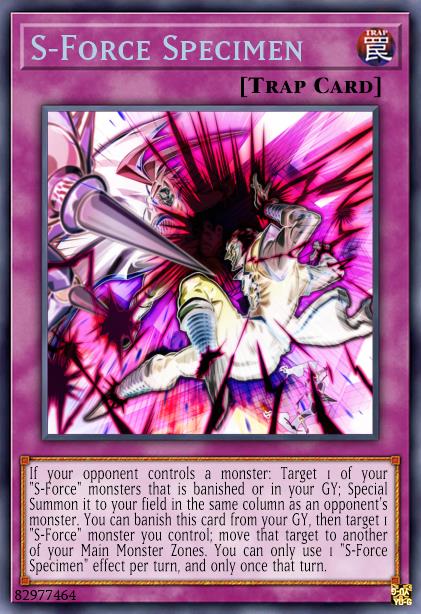 S-Force Specimen
TRAP
罠
[Trap Card]
If your opponent controls a monster: Target 1 of your
"S-Force" monsters that is banished or in your GY; Special
Summon it to your field in the same column as an opponent's
monster. You can banish this card from your GY, then target 1
"S-Force" monster you control; move that target to another
of your Main Monster Zones. You can only use 1 "S-Force
Specimen" effect per turn, and only once that turn.
82977464